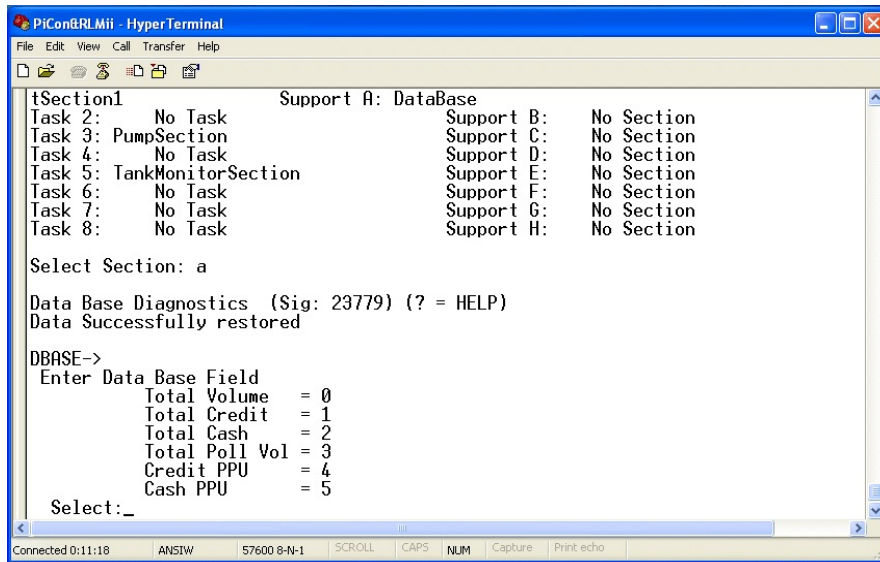 PiCon&RLMii - HyperTerminal
File Edit View Call Transfer Help
tSection1 Support A: DataBase
Task 2: No Task Support B: No Section
Task 3: PumpSection Support C: No Section
Task 4: No Task Support D: No Section
Task 5: TankMonitorSection Support E: No Section
Task 6: No Task Support F: No Section
Task 7: No Task Support G: No Section
Task 8: No Task Support H: No Section
Select Section: a
Data Base Diagnostics (Sig: 23779) (? = HELP)
Data Successfully restored
DBASE->
Enter Data Base Field
Total Volume = 0
Total Credit = 1
Total Cash = 2
Total Poll Vol = 3
Credit PPU = 4
Cash PPU = 5
Select:_
Connected 0:11:18 ANSIW 57600 8-N-1 SCROLL CAPS NUM Capture Print echo